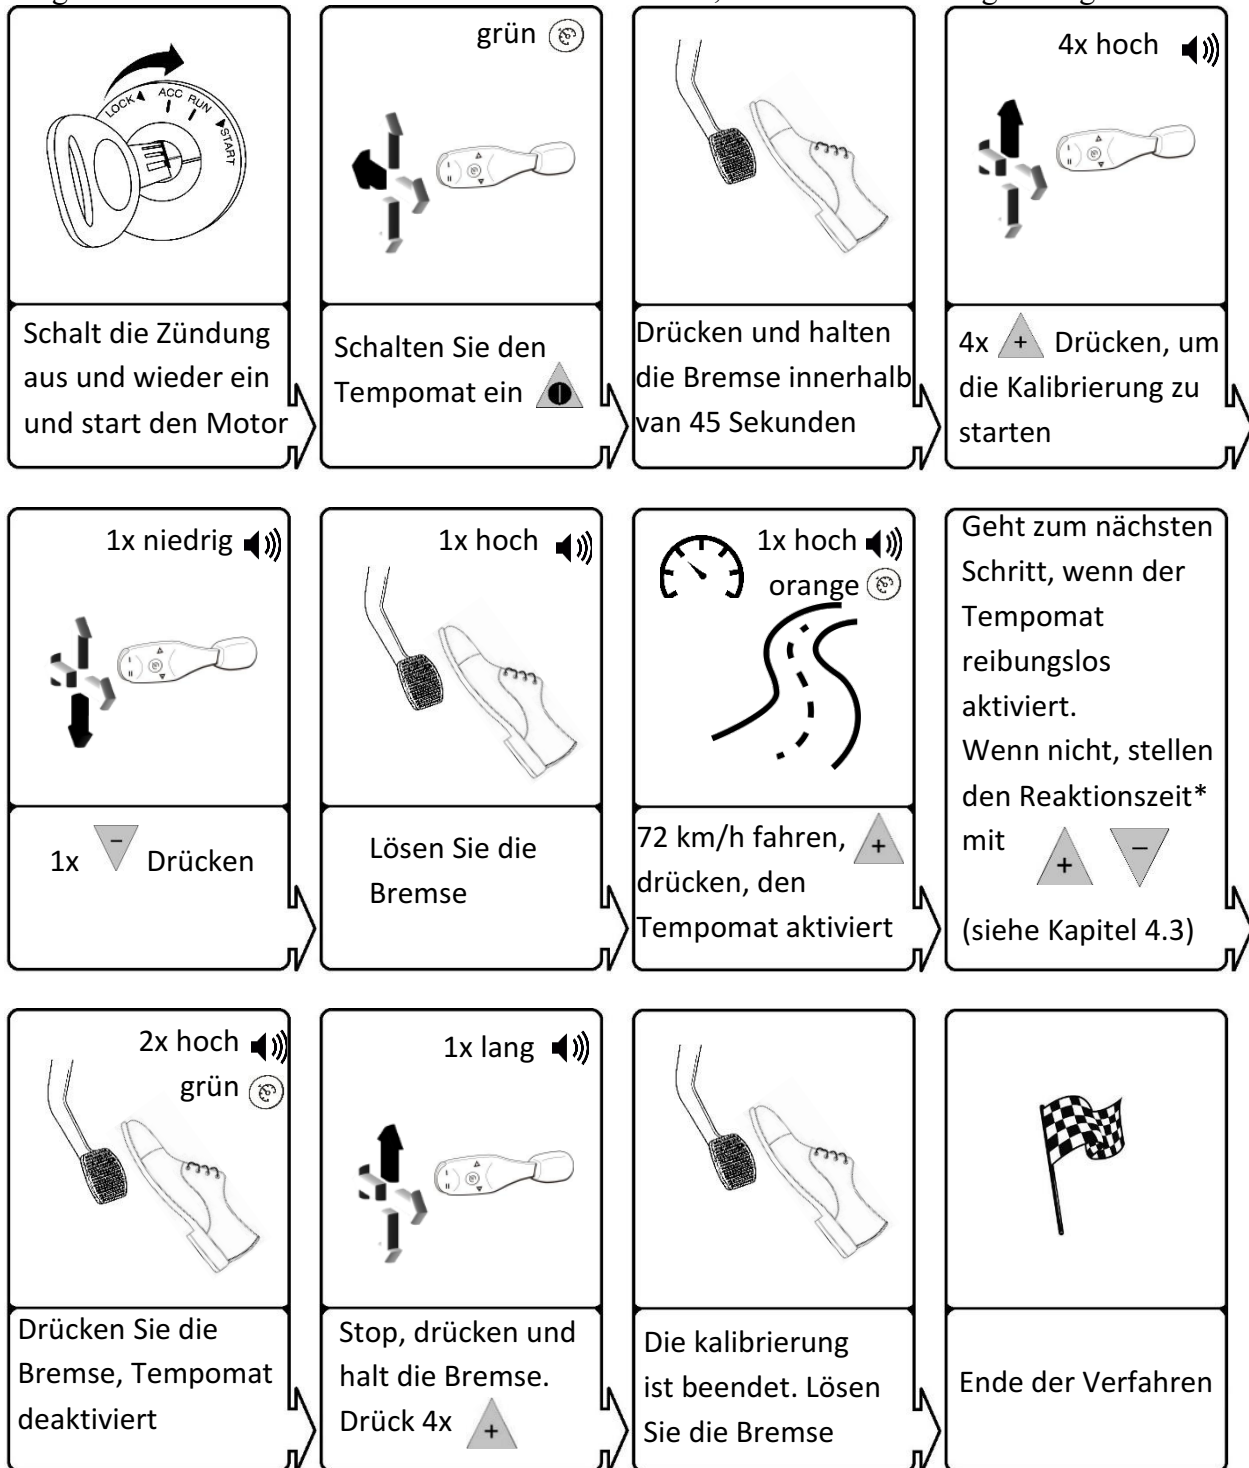 grün
4x hoch
LOCK ACC RUN START
Schalt die Zündung
aus und wieder ein
und start den Motor
Schalten Sie den
Tempomat ein
Drücken und halten
die Bremse innerhalb
van 45 Sekunden
4x + Drücken, um
die Kalibrierung zu
starten
1x niedrig
1x hoch
1x hoch
orange
Geht zum nächsten
Schritt, wenn der
Tempomat
reibungslos
aktiviert.
Wenn nicht, stellen
den Reaktionszeit*
mit + −
(siehe Kapitel 4.3)
1x − Drücken
Lösen Sie die
Bremse
72 km/h fahren, +
drücken, den
Tempomat aktiviert
2x hoch
grün
1x lang
Drücken Sie die
Bremse, Tempomat
deaktiviert
Stop, drücken und
halt die Bremse.
Drück 4x +
Die kalibrierung
ist beendet. Lösen
Sie die Bremse
Ende der Verfahren